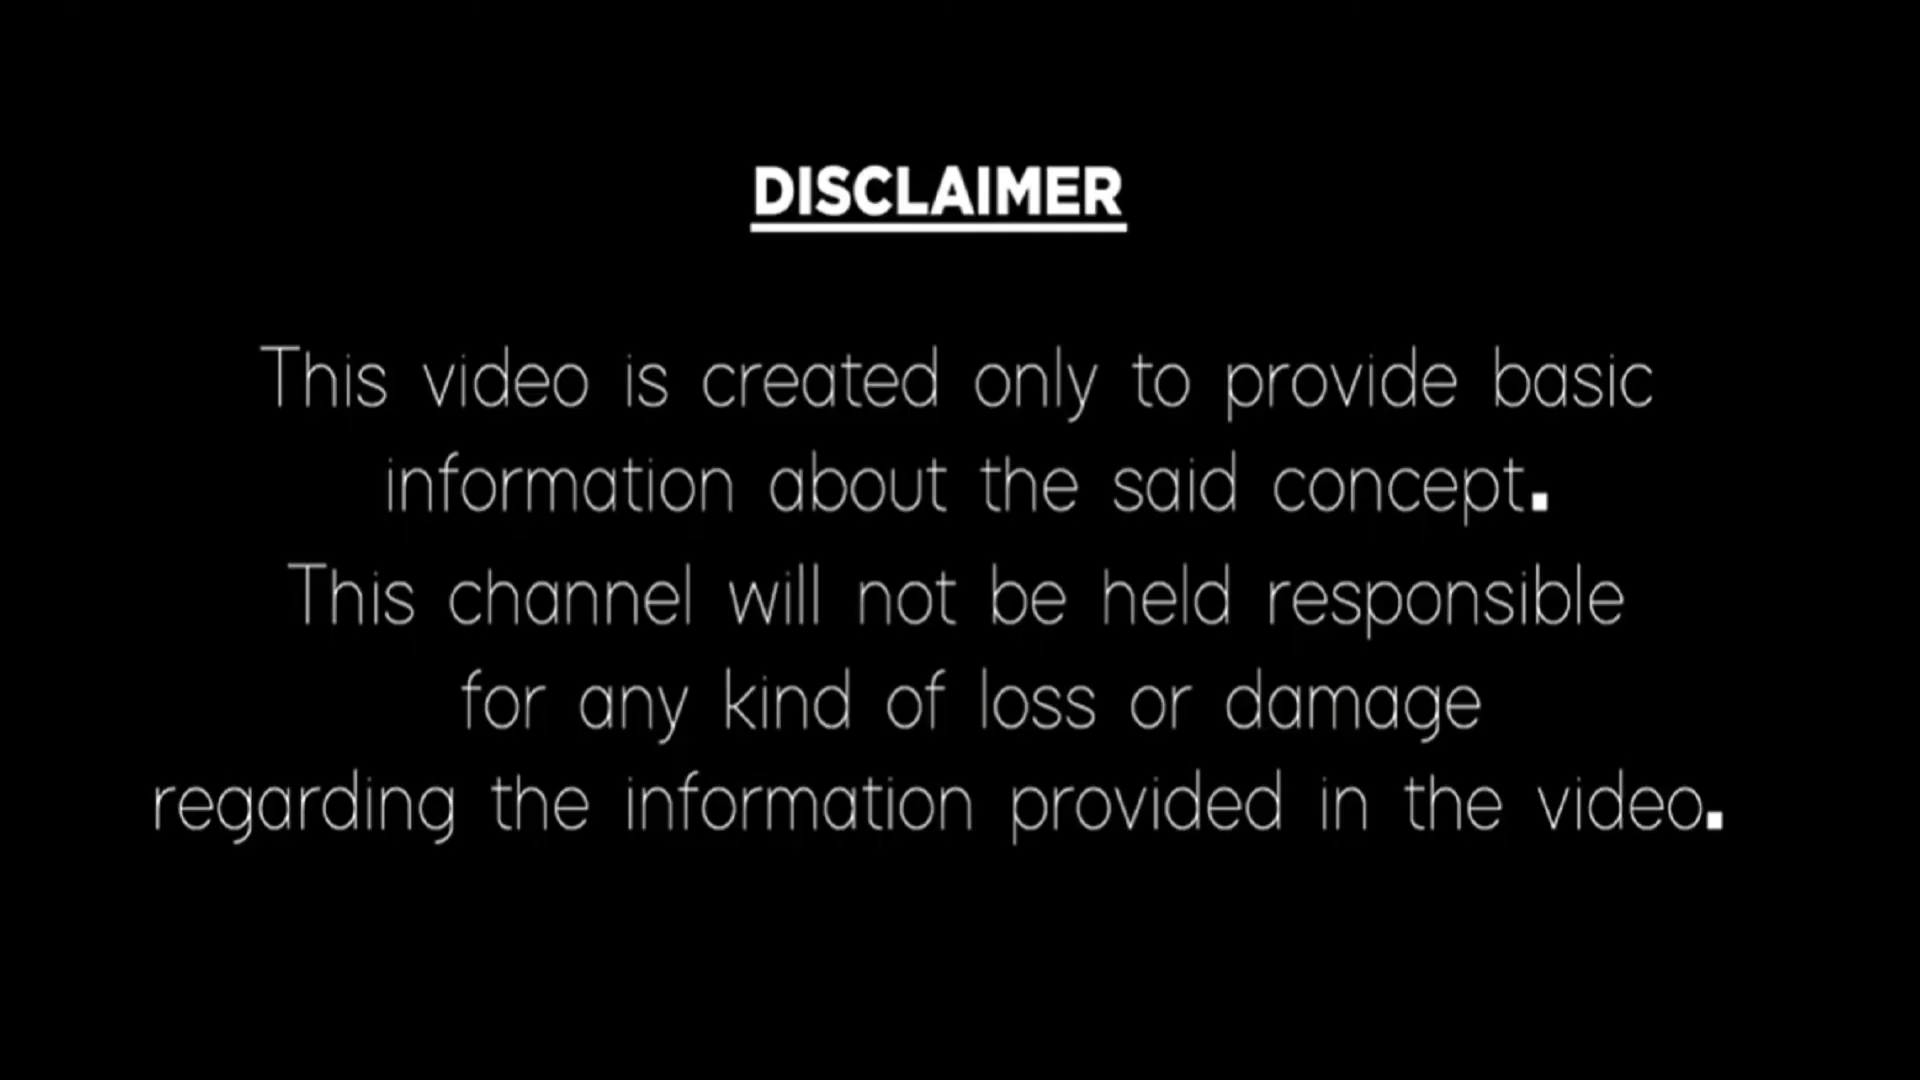 DISCLAIMER
This video is created only to provide basic
information about the said concept.
This channel will not be held responsible
for any kind of loss or damage
regarding the information provided in the video.